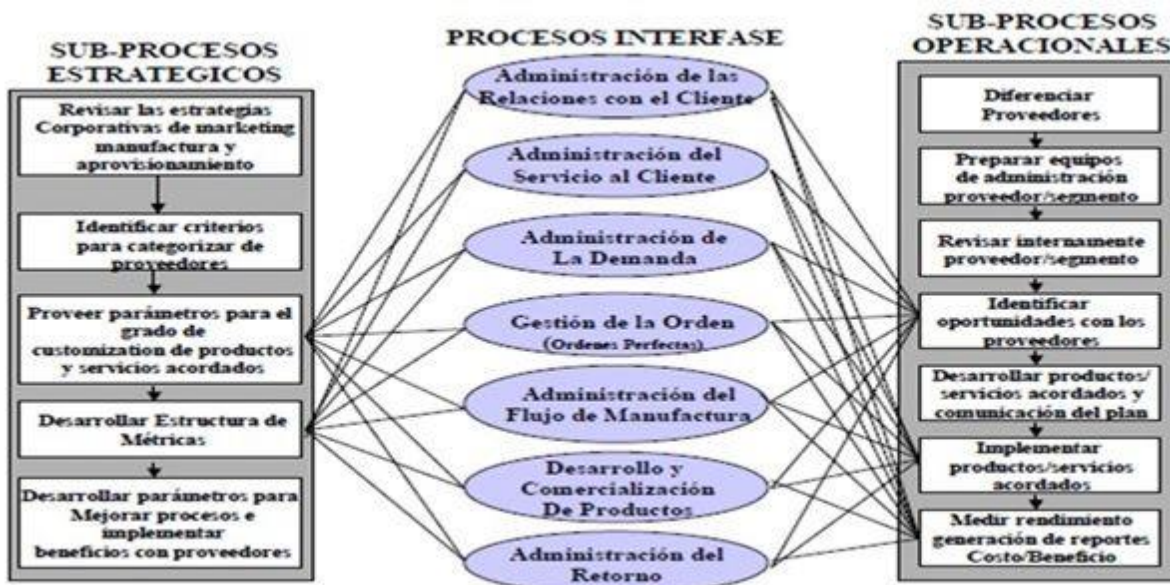 SUB-PROCESOS
ESTRATEGICOS
Revisar las estrategias
Corporativas de marketing
manufactura y
aprovisionamiento
Identificar criterios
para categorizar de
proveedores
Proveer parámetros para el
grado de
customization de productos
y servicios acordados
Desarrollar Estructura de
Métricas
Desarrollar parámetros para
Mejorar procesos e
implementar
beneficios con proveedores
PROCESOS INTERFASE
Administración de las
Relaciones con el Cliente
Administración del
Servicio al Cliente
Administración de
La Demanda
Gestión de la Orden
(Ordenes Perfectas)
Administración del
Flujo de Manufactura
Desarrollo y
Comercialización
De Productos
Administración del
Retorno
SUB-PROCESOS
OPERACIONALES
Diferenciar
Proveedores
Preparar equipos
de administración
proveedor/segmento
Revisar internamente
proveedor/segmento
Identificar
oportunidades con los
proveedores
Desarrollar productos/
servicios acordados y
comunicación del plan
Implementar
productos/servicios
acordados
Medir rendimiento
generación de reportes
Costo/Beneficio